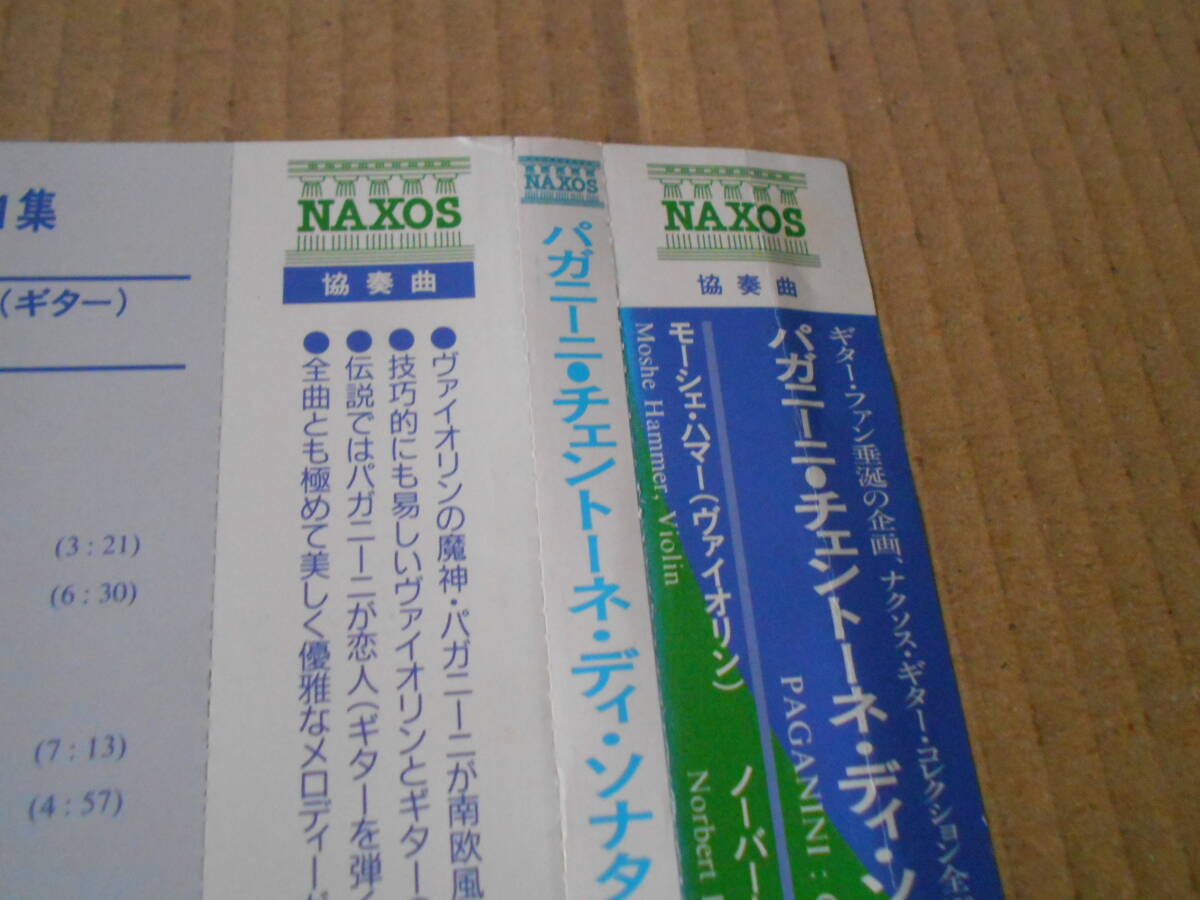 1集
(ギター)
(3：21)
(6：30)
(7：13)
(4：57)
NAXOS
協奏曲
●ヴァイオリンの魔神・パガニーニが南欧風
●技巧的にも易しいヴァイオリンとギターの
●伝説ではパガニーニが恋人(ギターを弾く
●全曲とも極めて美しく優雅なメロディーが
NAXOS
パガニーニ●チェントーネ・ディ・ソナタ
NAXOS
協奏曲
ギター・ファン垂涎の企画、ナクソス・ギター・コレクション全
パガニーニ●チェントーネ・ディ・ソ
PAGANINI :
モーシェ・ハマー(ヴァイオリン)
Moshe Hammer, Violin
ノーバー
Norbert